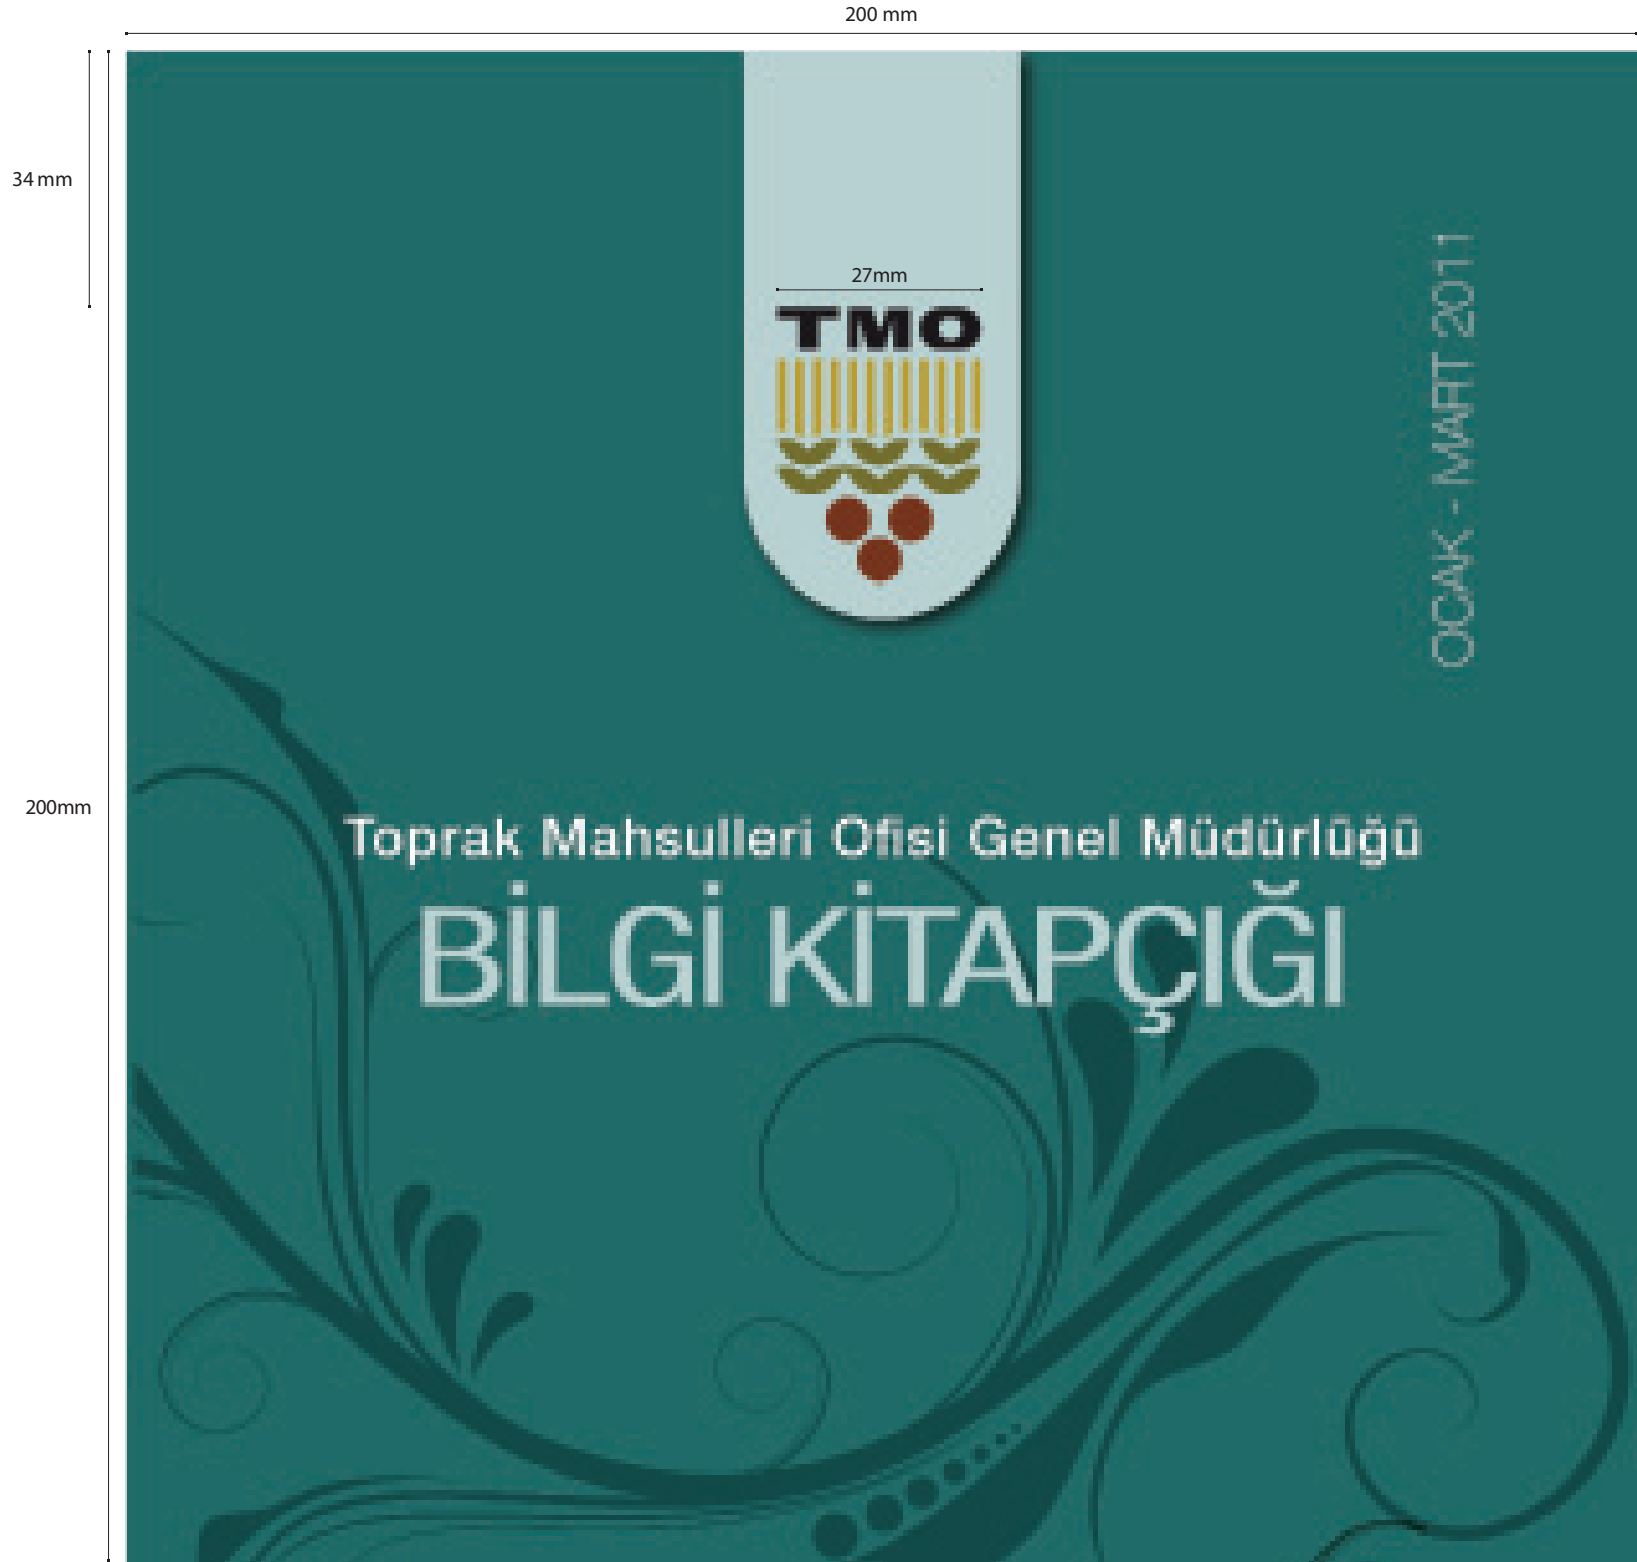 200 mm
34 mm
27mm
TMO
OCAK - MART 2011
200mm
Toprak Mahsulleri Ofisi Genel Müdürlüğü
BİLGİ KİTAPÇIĞI